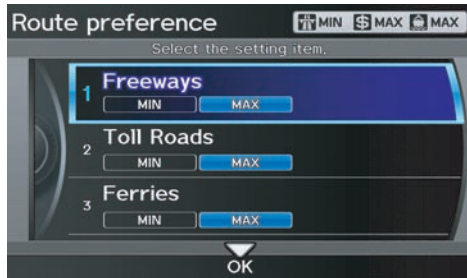 Route preference MIN $ MAX MAX
Select the setting item.
1 Freeways
MIN MAX
2 Toll Roads
MIN MAX
3 Ferries
MIN MAX
OK